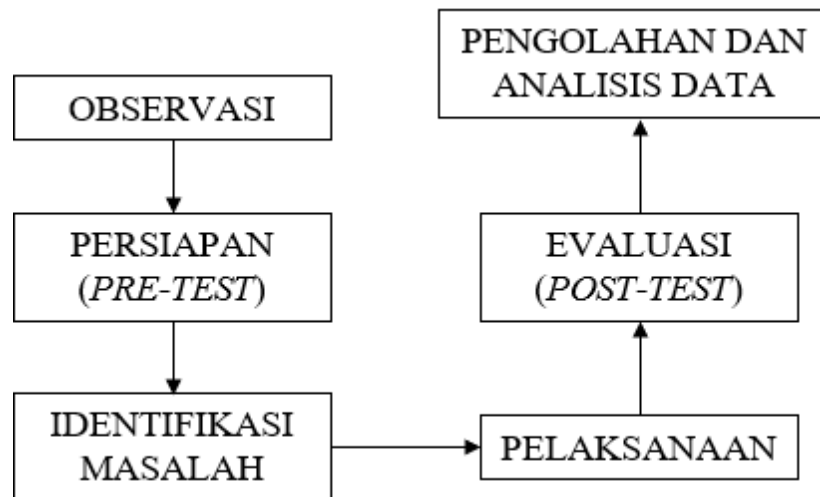 OBSERVASI
PERSIAPAN
(PRE-TEST)
IDENTIFIKASI
MASALAH
PELAKSANAAN
EVALUASI
(POST-TEST)
PENGOLAHAN DAN
ANALISIS DATA